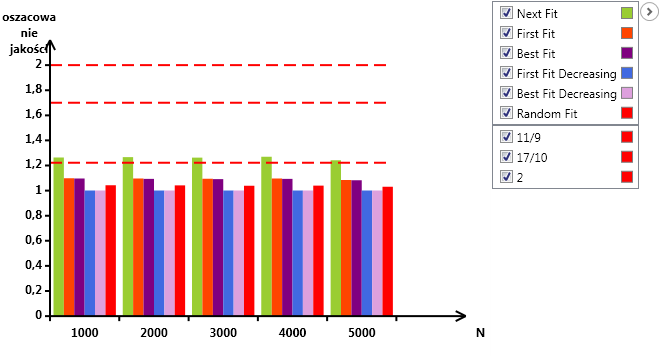 oszacowa
nie
jakości
2
1,8
1,6
1,4
1,2
1
0,8
0,6
0,4
0,2
0
1000 2000 3000 4000 5000 N
Next Fit
First Fit
Best Fit
First Fit Decreasing
Best Fit Decreasing
Random Fit
11/9
17/10
2